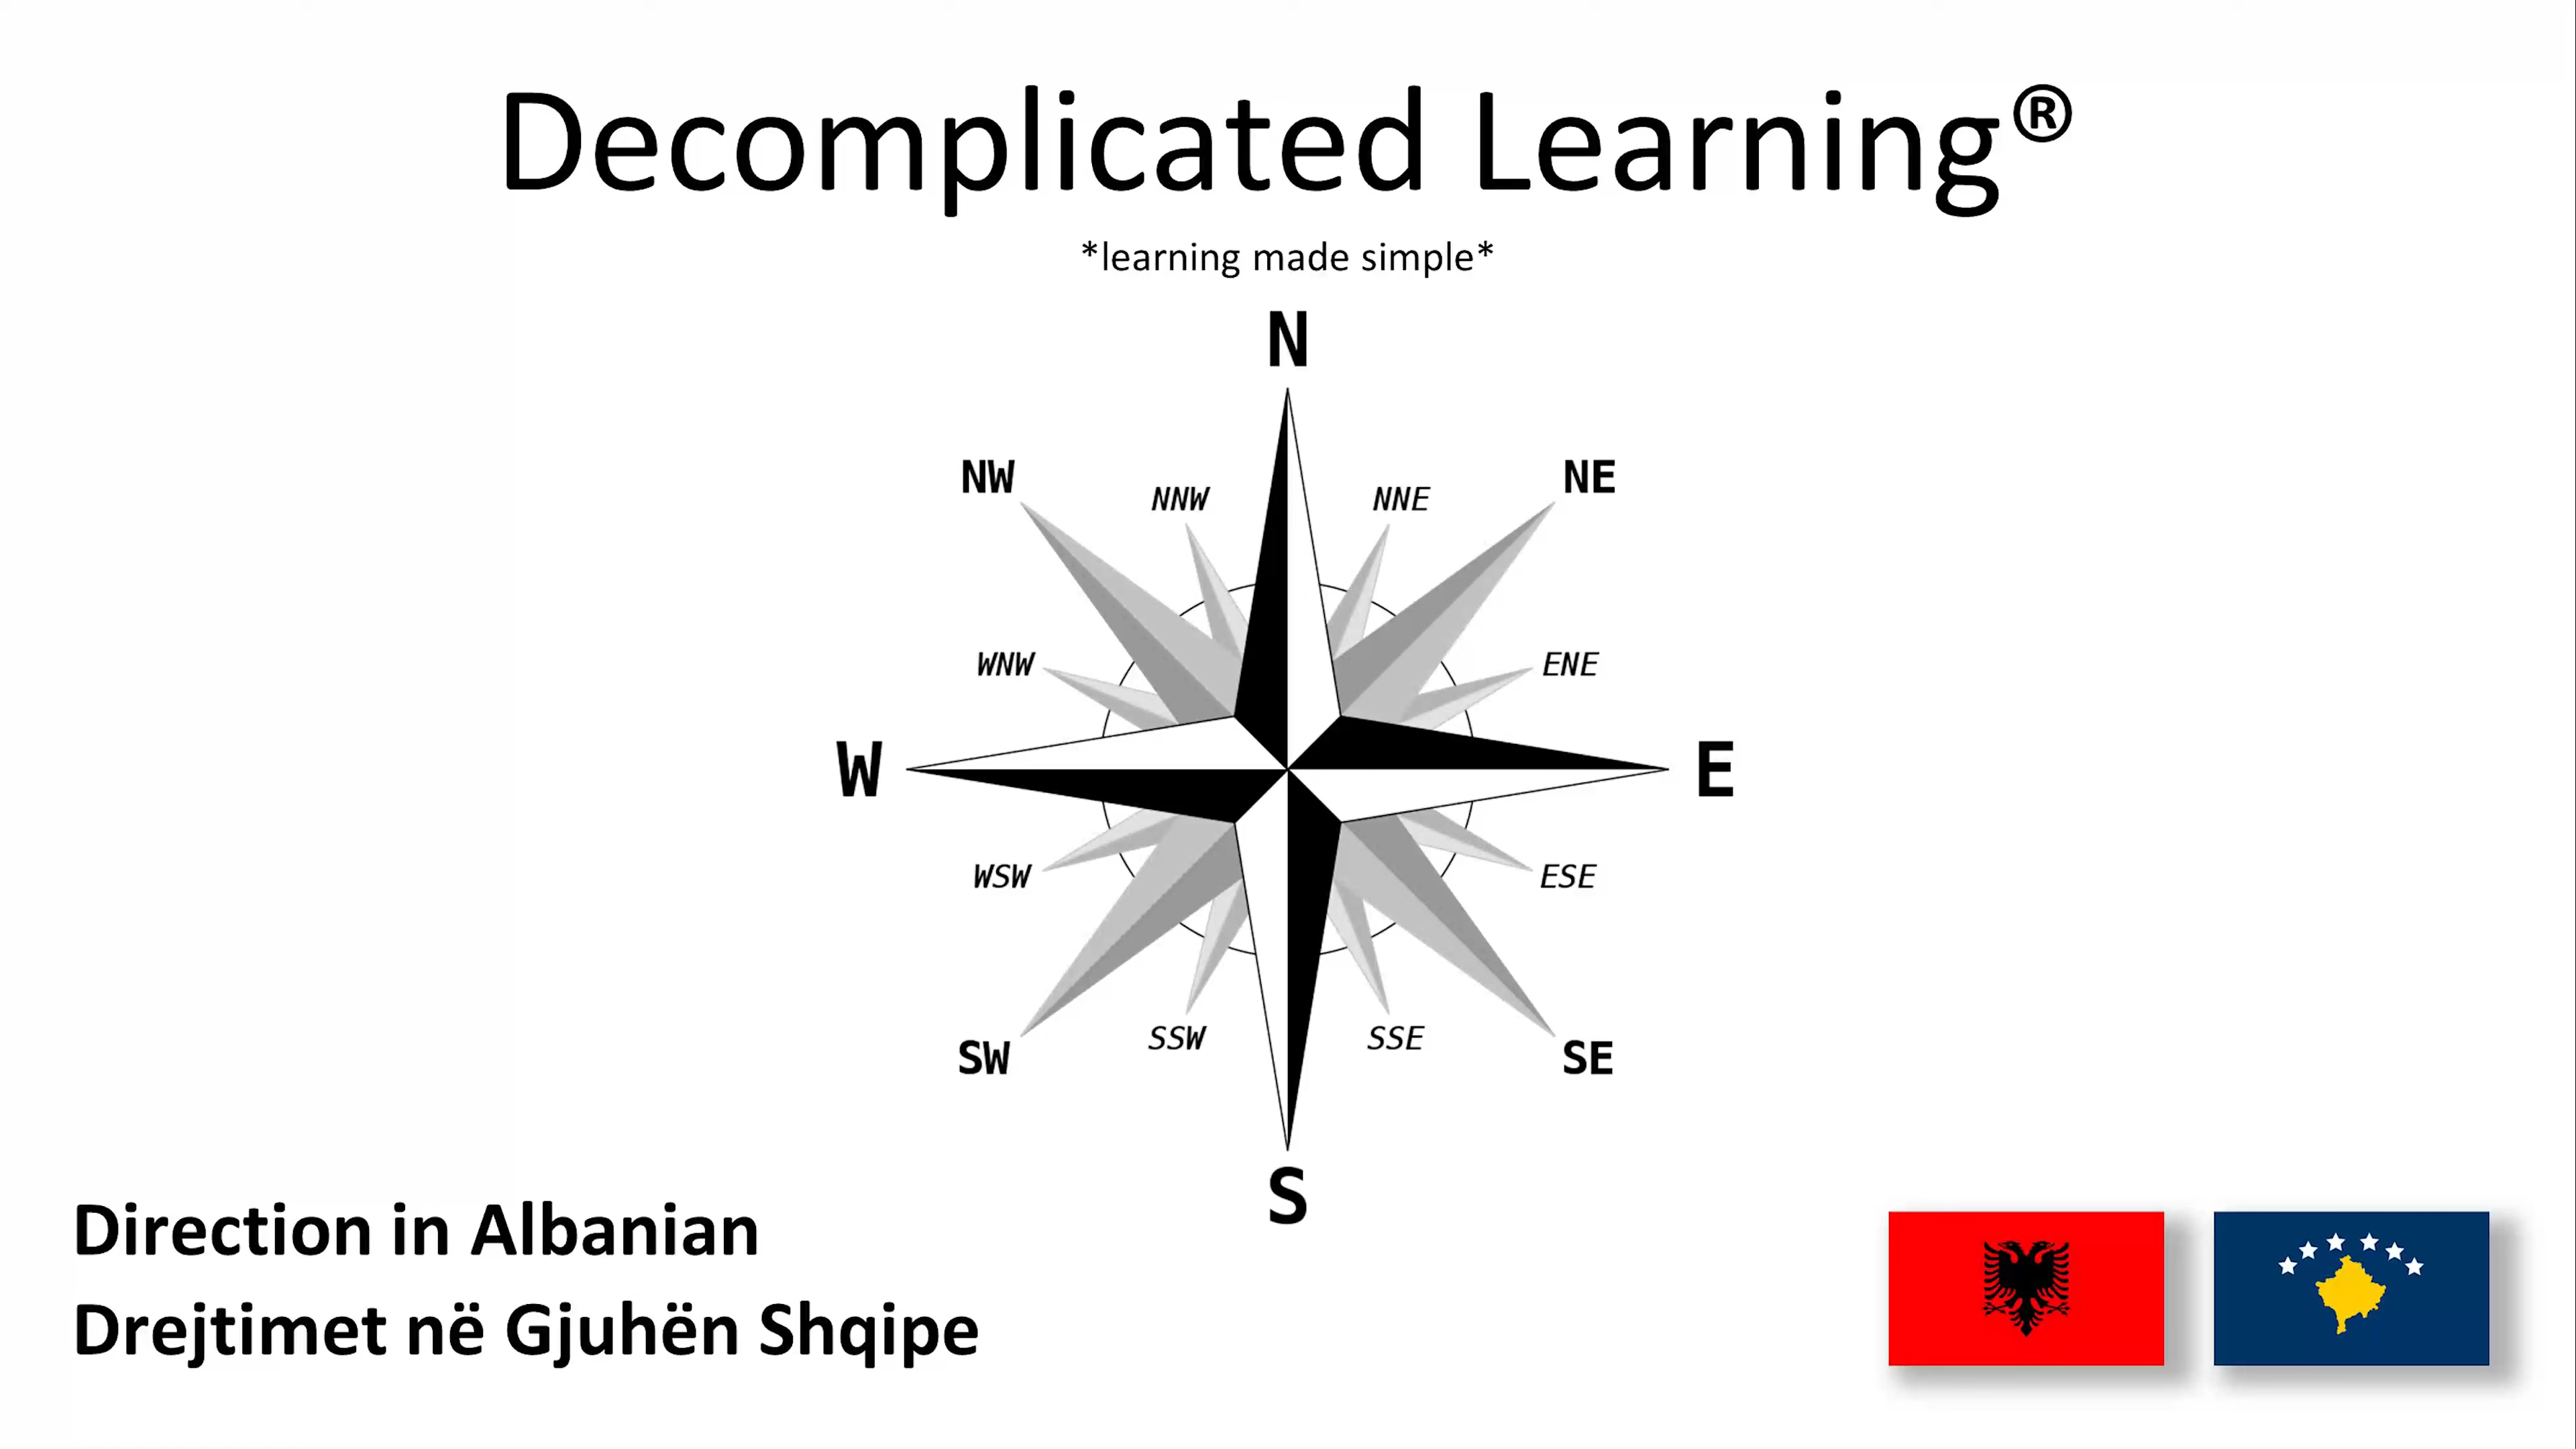 Decomplicated Learning®
*learning made simple*
N
NW
NNW
NNE
NE
WNW
ENE
W
E
WSW
ESE
SW
SSW
SSE
SE
S
Direction in Albanian
Drejtimet në Gjuhën Shqipe